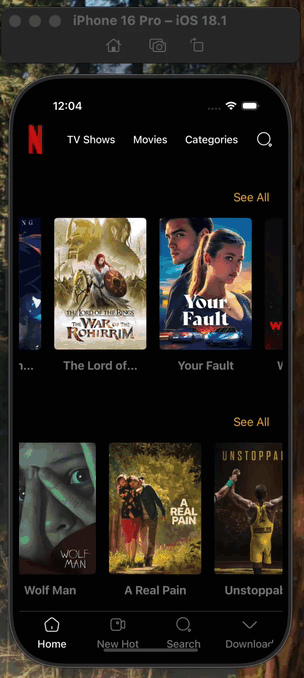 iPhone 16 Pro – iOS 18.1
12:04
N
TV Shows Movies Categories
See All
NG
THE LORD OF THE RINGS
THE WAR OF THE
ROHIRRIM
Your
Fault
W
n... The Lord of... Your Fault W
See All
WOLF
MAN
A
REAL
PAIN
UNSTOPPA
Wolf Man A Real Pain Unstoppab
Home New Hot Search Download